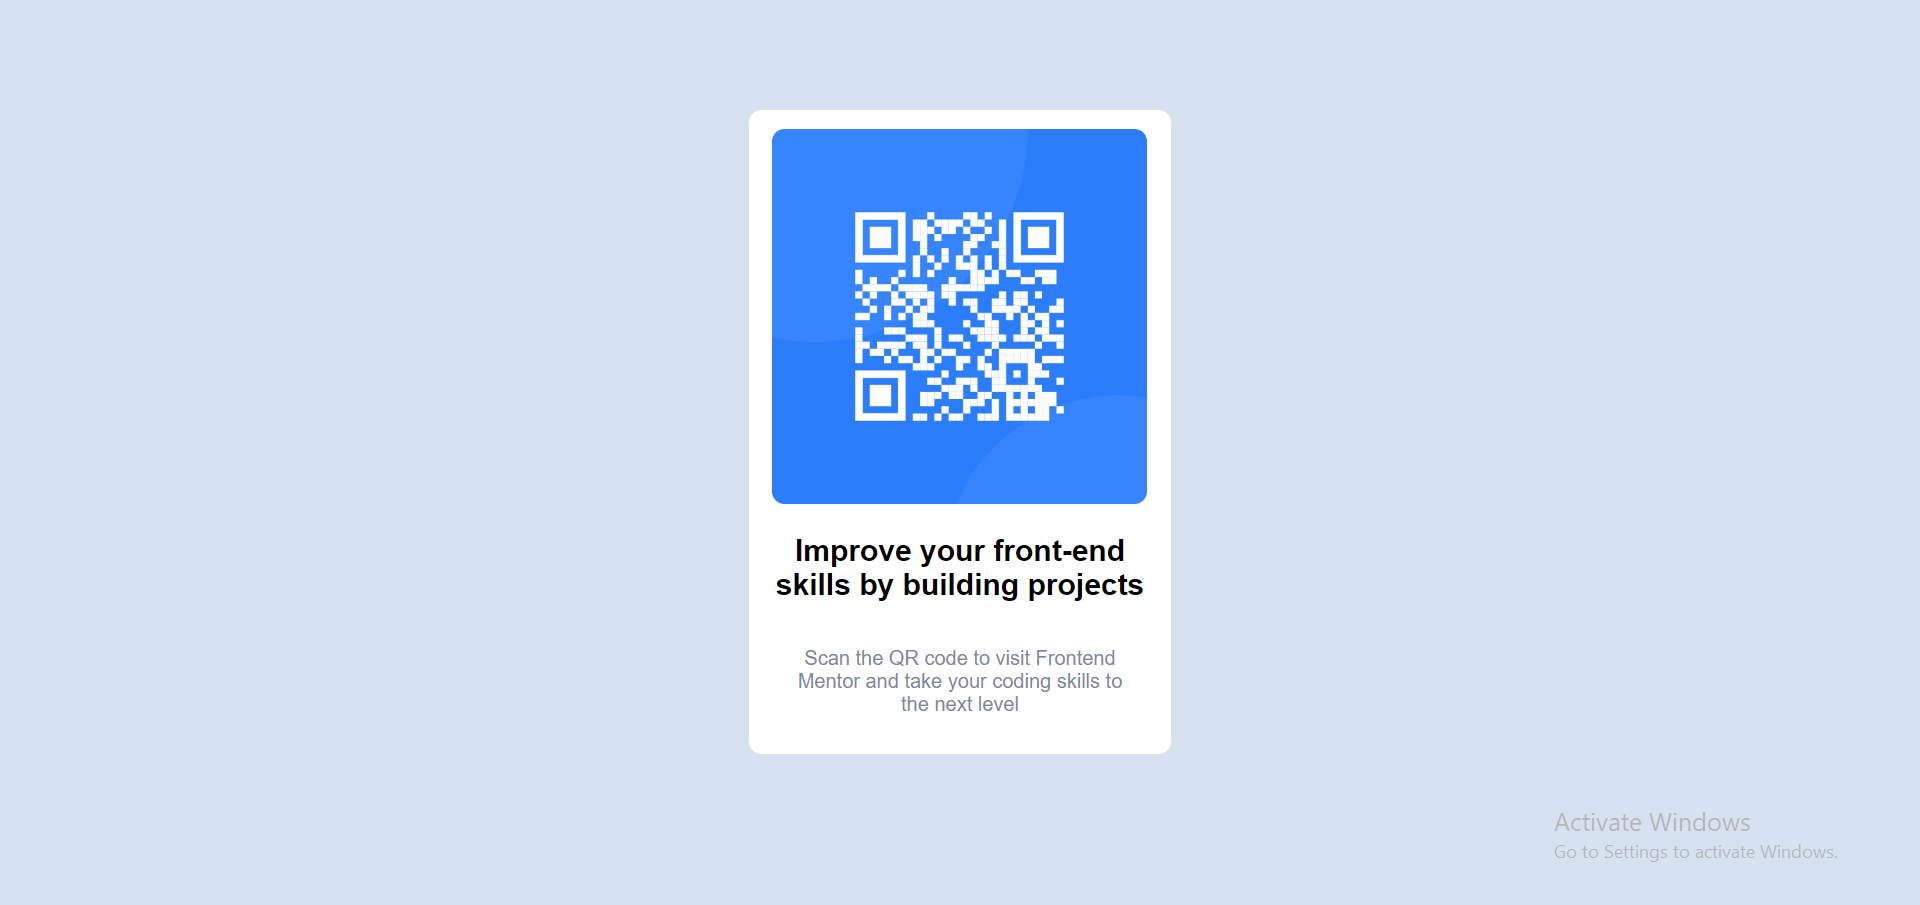 Improve your front-end
skills by building projects
Scan the QR code to visit Frontend
Mentor and take your coding skills to
the next level
Activate Windows
Go to Settings to activate Windows.